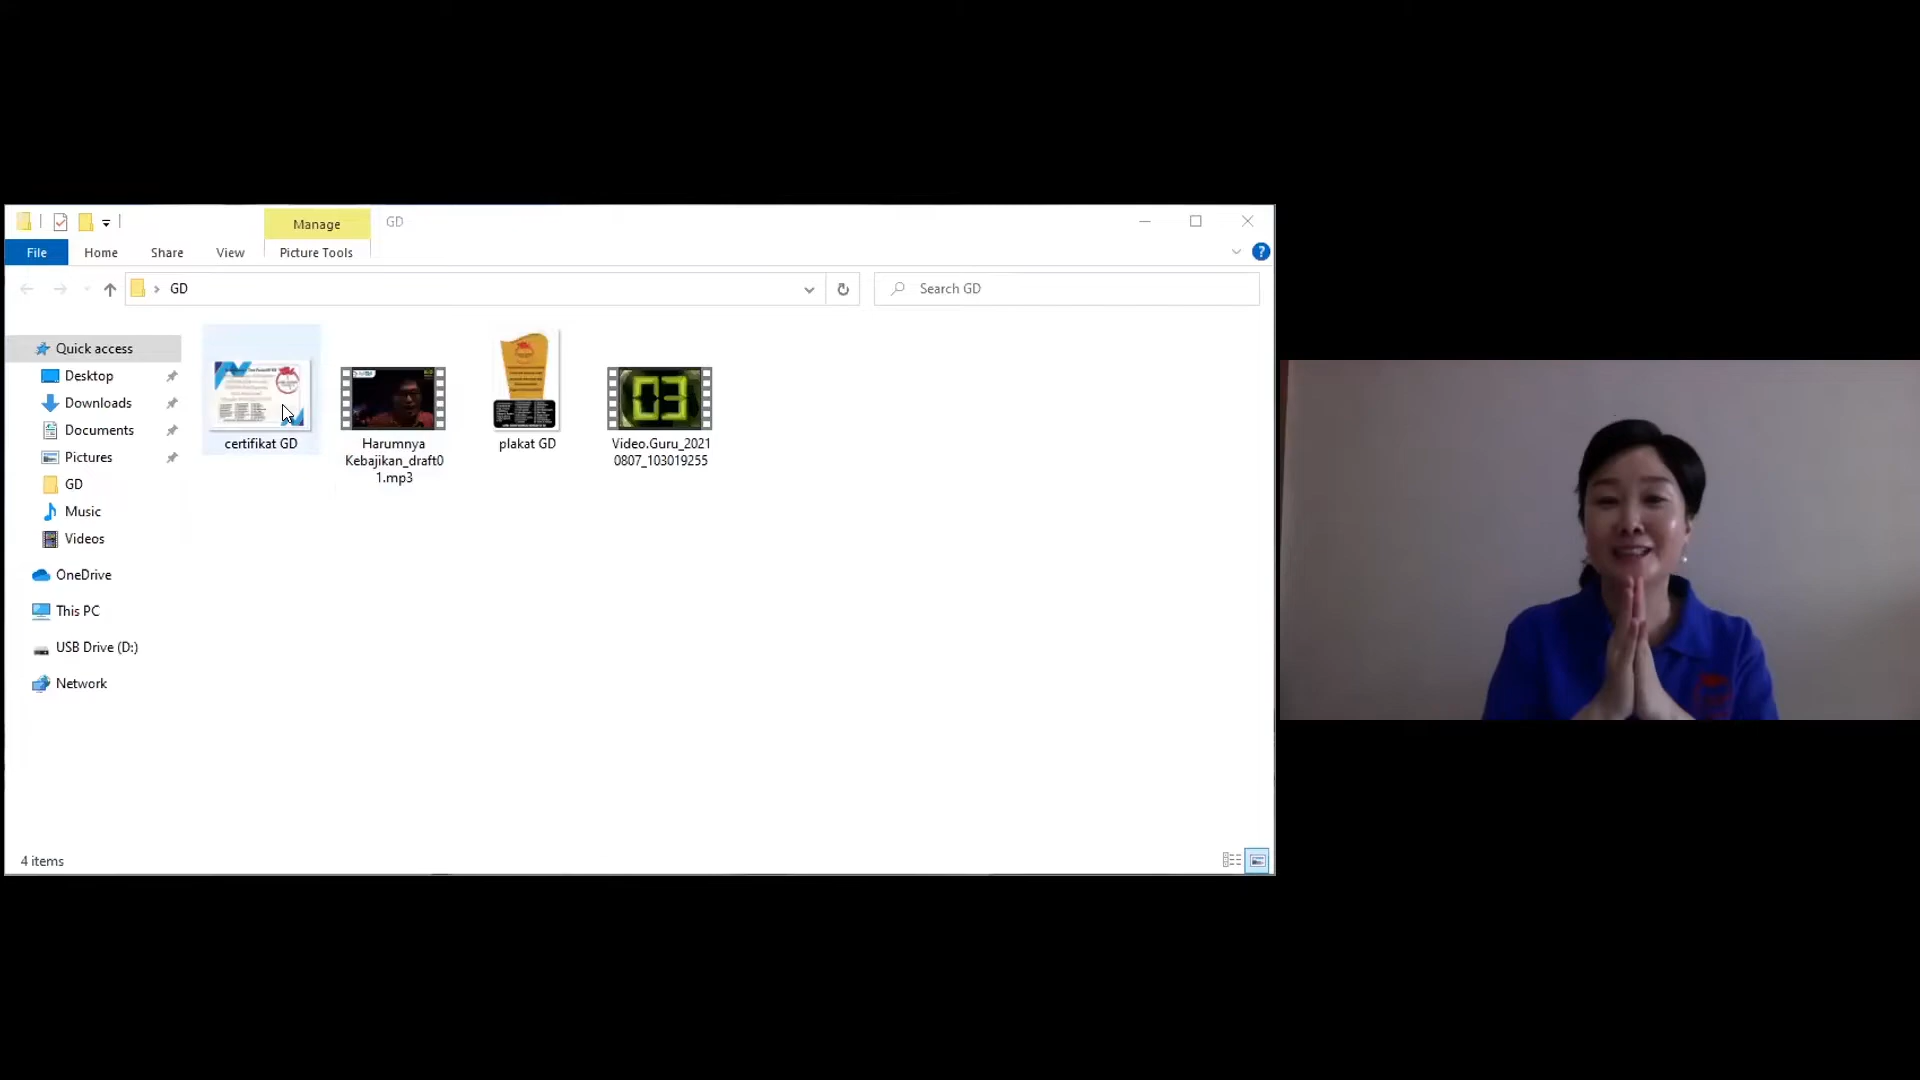 Manage
GD
File
Home
Share
View
Picture Tools
GD
Search GD
Quick access
Desktop
Downloads
Documents
Pictures
GD
Music
Videos
OneDrive
This PC
USB Drive (D:)
Network
certifikat GD
Harumnya
Kebajikan_draft0
1.mp3
plakat GD
03
Video.Guru_2021
0807_103019255
4 items